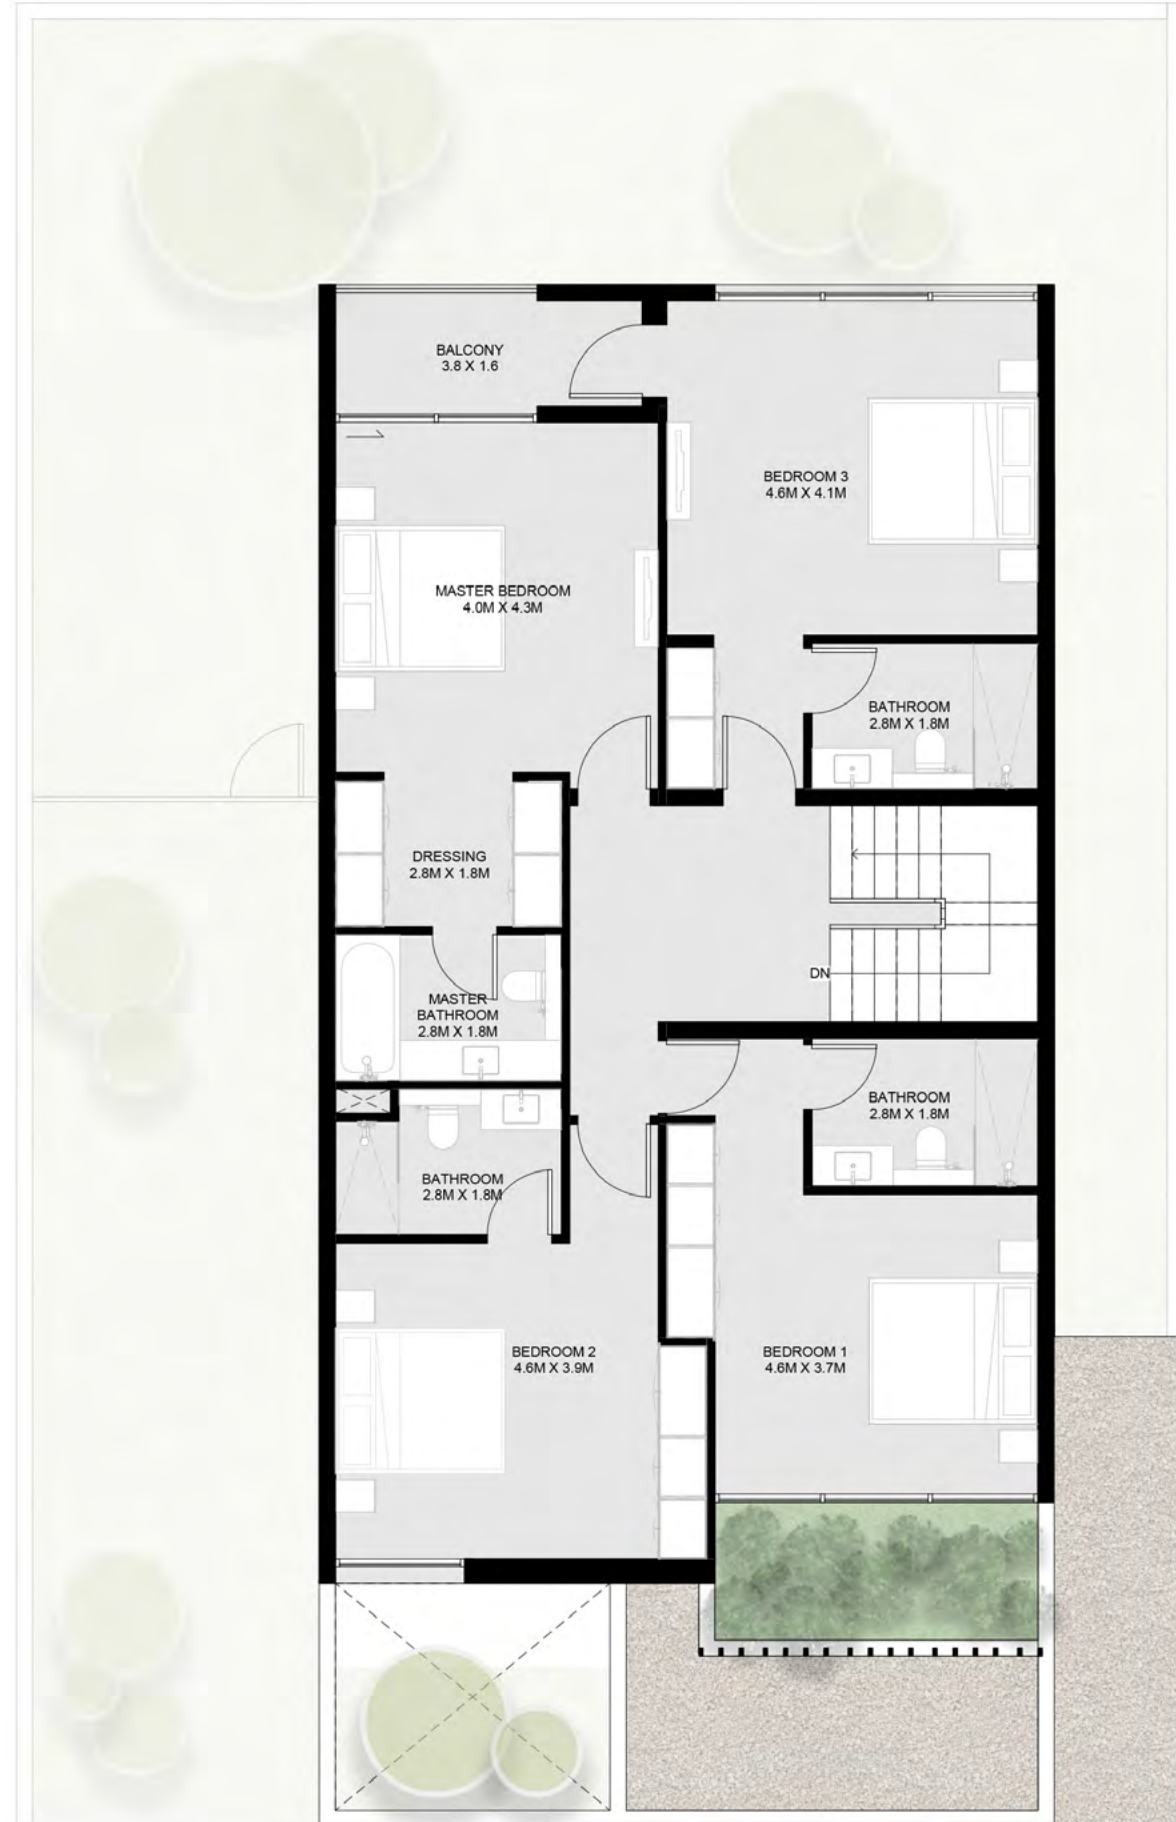 BALCONY
3.8 X 1.6
BEDROOM 3
4.6M X 4.1M
MASTER BEDROOM
4.0M X 4.3M
BATHROOM
2.8M X 1.8M
DRESSING
2.8M X 1.8M
DN
MASTER
BATHROOM
2.8M X 1.8M
BATHROOM
2.8M X 1.8M
BATHROOM
2.8M X 1.8M
BEDROOM 2
4.6M X 3.9M
BEDROOM 1
4.6M X 3.7M